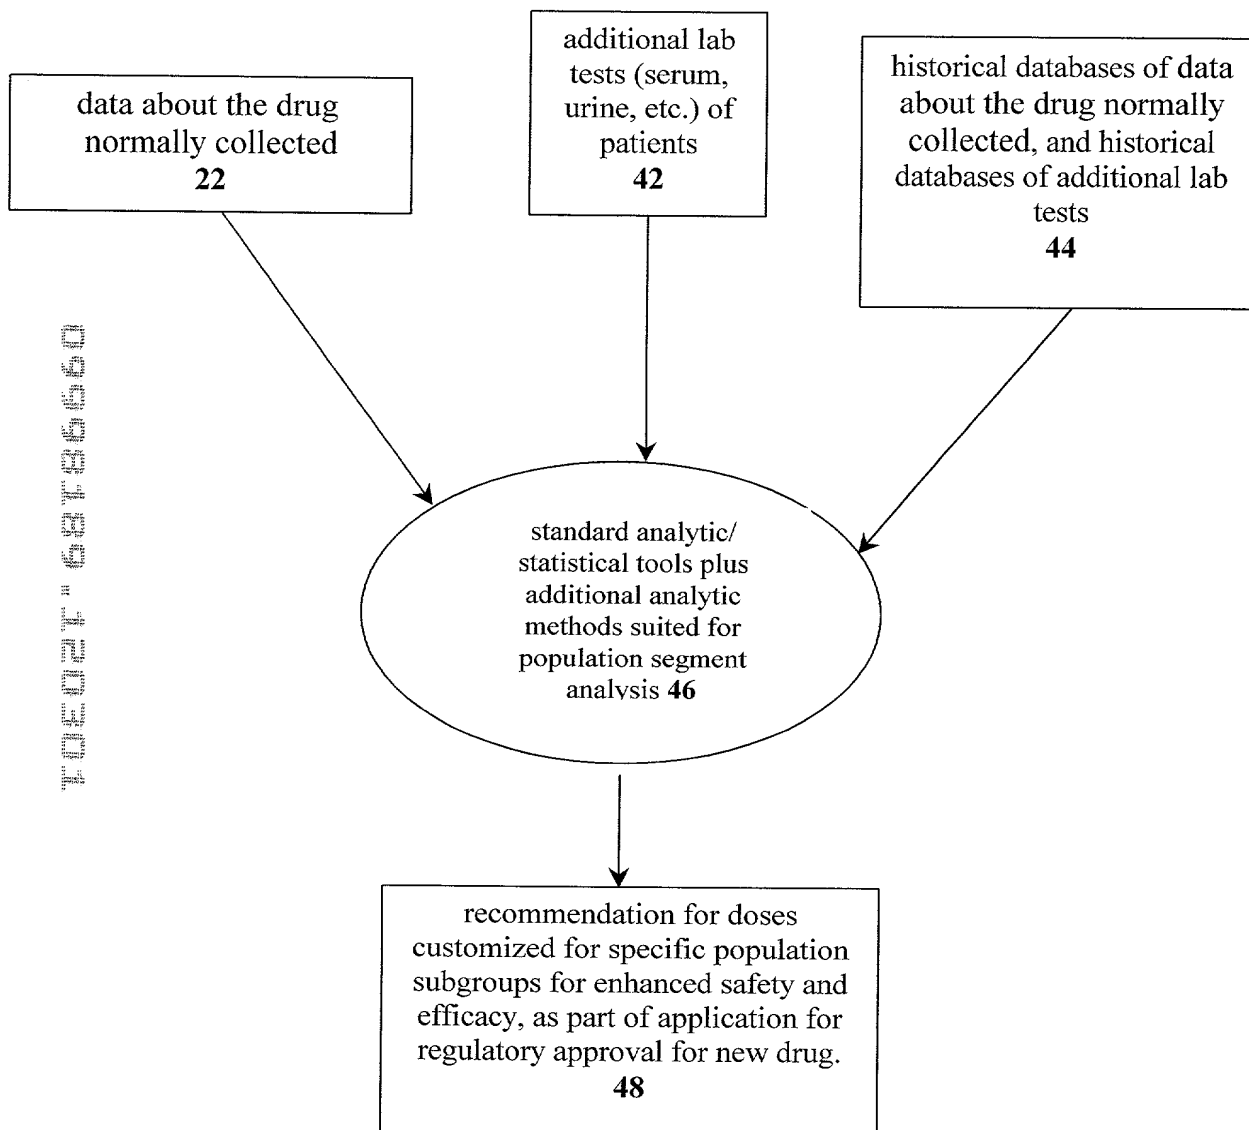 data about the drug
normally collected
22
additional lab
tests (serum,
urine, etc.) of
patients
42
historical databases of data
about the drug normally
collected, and historical
databases of additional lab
tests
44
standard analytic/
statistical tools plus
additional analytic
methods suited for
population segment
analysis 46
recommendation for doses
customized for specific population
subgroups for enhanced safety and
efficacy, as part of application for
regulatory approval for new drug.
48